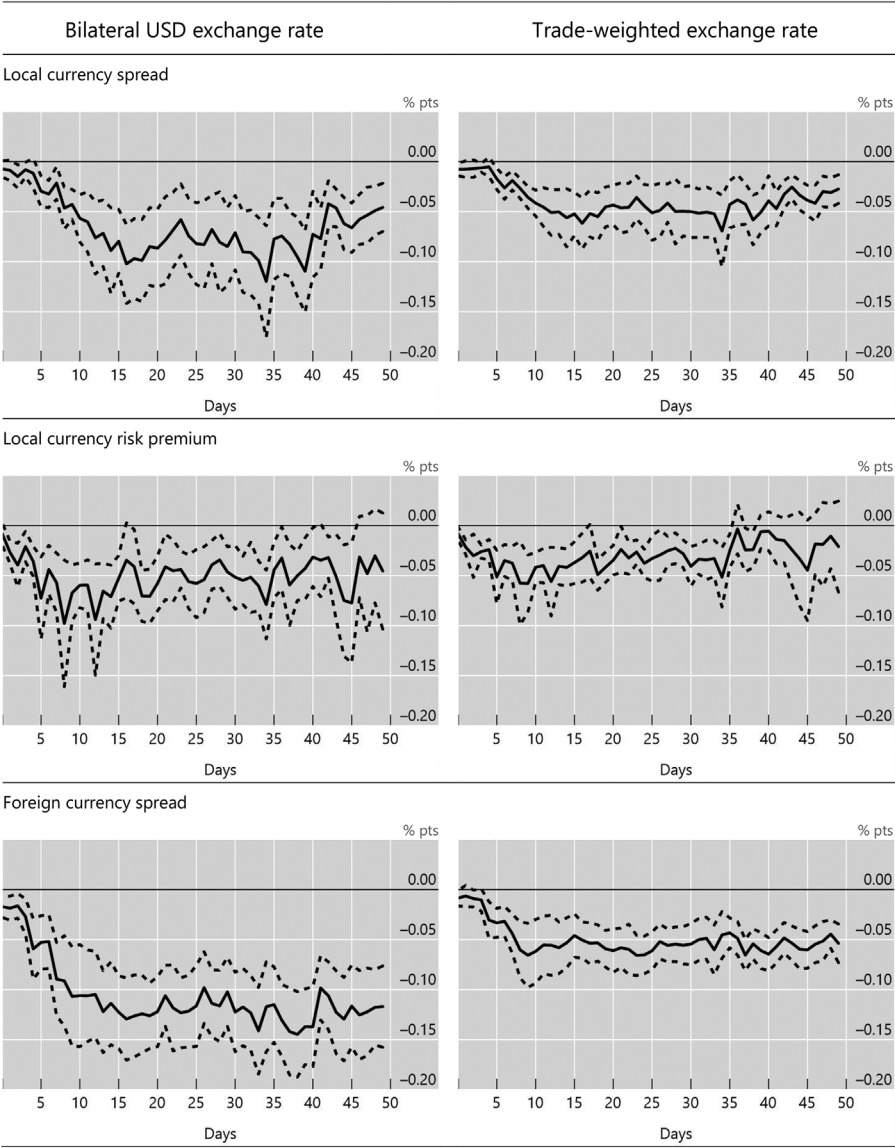 Bilateral USD exchange rate Trade-weighted exchange rate
Local currency spread
% pts % pts
0.00 0.00
–0.05 –0.05
–0.10 –0.10
–0.15 –0.15
–0.20 –0.20
5 10 15 20 25 30 35 40 45 50 5 10 15 20 25 30 35 40 45 50
Days Days
Local currency risk premium
% pts % pts
0.00 0.00
–0.05 –0.05
–0.10 –0.10
–0.15 –0.15
–0.20 –0.20
5 10 15 20 25 30 35 40 45 50 5 10 15 20 25 30 35 40 45 50
Days Days
Foreign currency spread
% pts % pts
0.00 0.00
–0.05 –0.05
–0.10 –0.10
–0.15 –0.15
–0.20 –0.20
5 10 15 20 25 30 35 40 45 50 5 10 15 20 25 30 35 40 45 50
Days Days